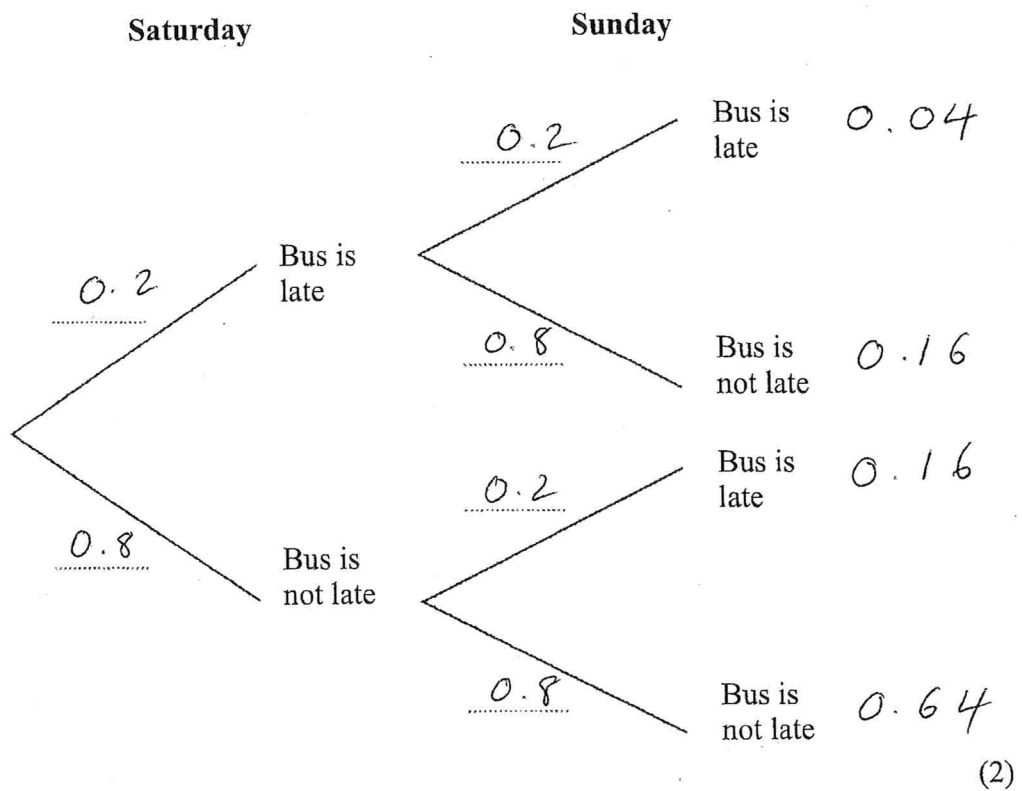 Saturday Sunday
0.2
Bus is
late
0.04
0.2
Bus is
late
0.8
Bus is
not late
0.16
0.2
Bus is
late
0.16
0.8
Bus is
not late
0.8
Bus is
not late
0.64
(2)